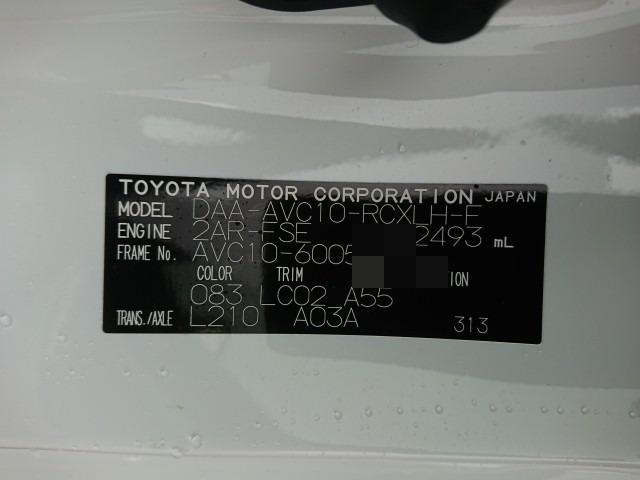 TOYOTA MOTOR CORPORATION JAPAN
MODEL DAA-AVC10-RCXLH-E
ENGINE 2AR-FSE 2493 mL
FRAME No. AVC10-6005
COLOR TRIM ION
083 LC02 A55
TRANS./AXLE L210 A03A 313